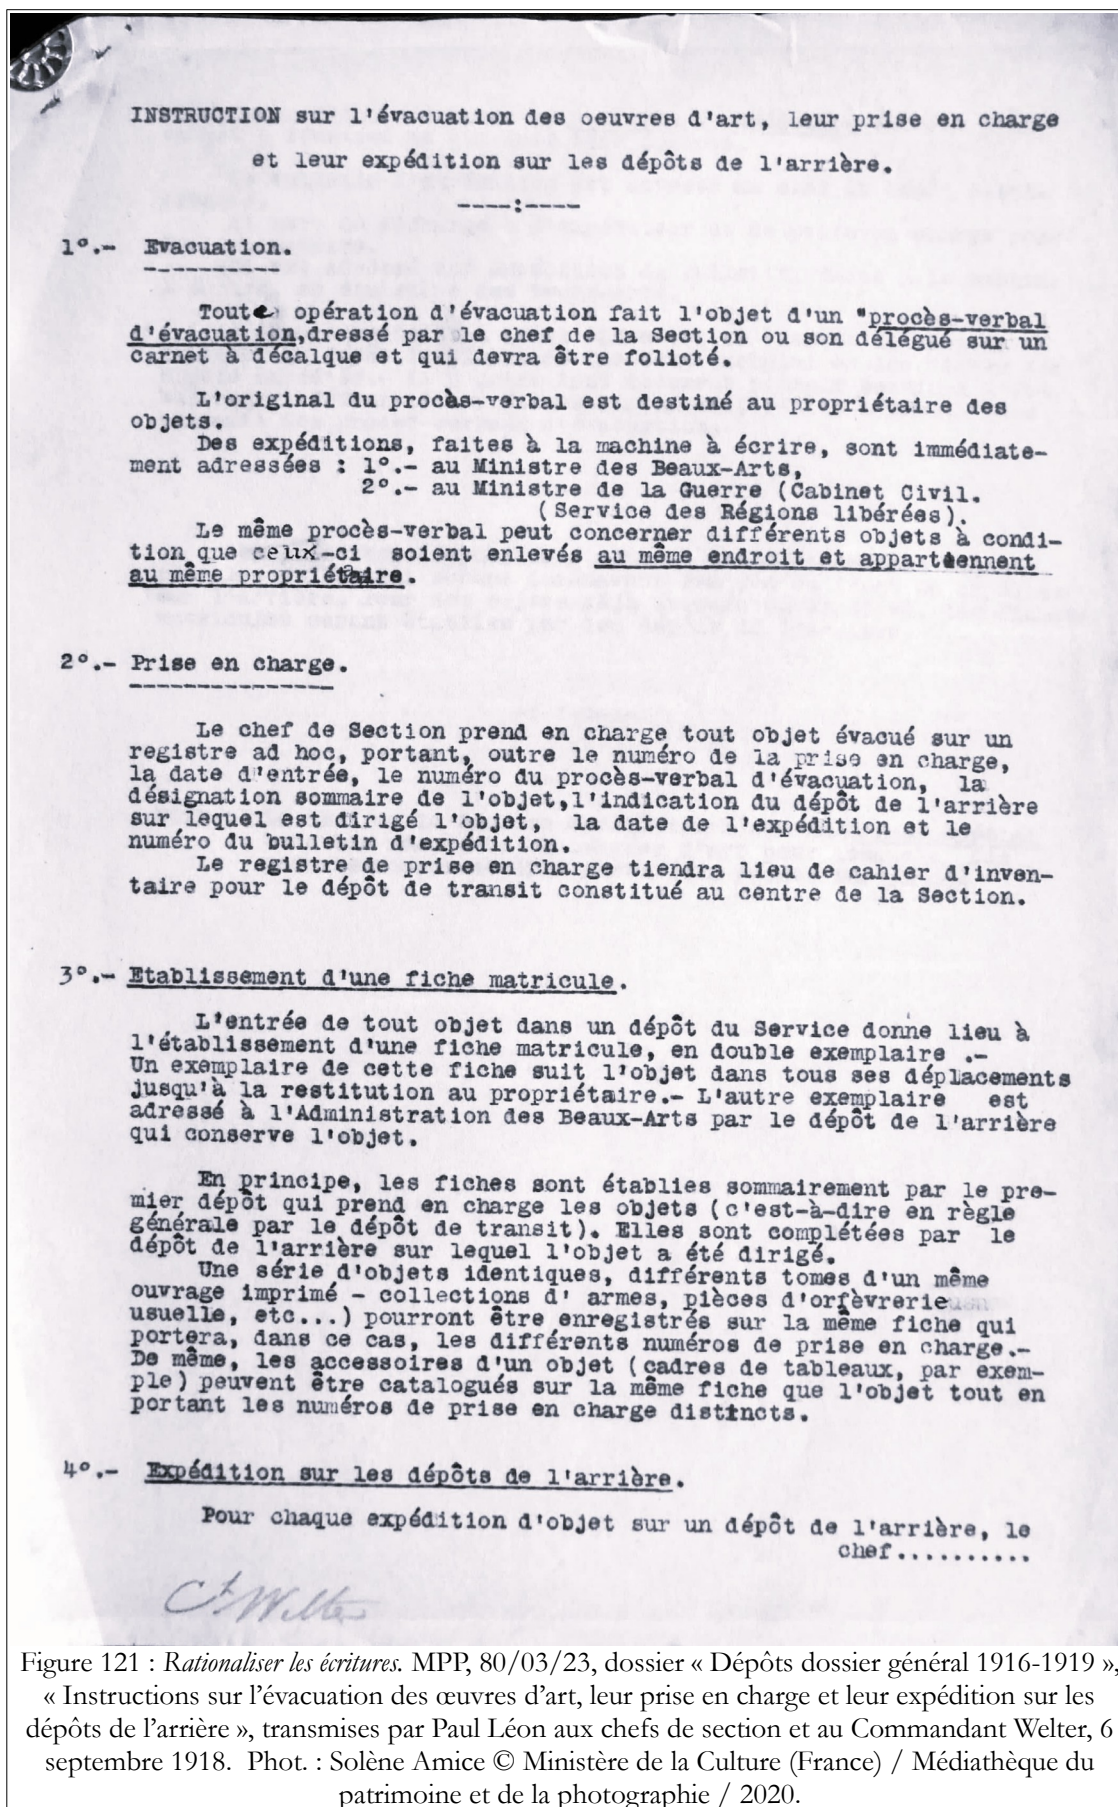 INSTRUCTION sur l'évacuation des oeuvres d'art, leur prise en charge
et leur expédition sur les dépôts de l'arrière.
----:----
1°.- Evacuation.
Toute opération d'évacuation fait l'objet d'un "procès-verbal
d'évacuation,dressé par le chef de la Section ou son délégué sur un
carnet à décalque et qui devra être folioté.
L'original du procès-verbal est destiné au propriétaire des
objets.
Des expéditions, faites à la machine à écrire, sont immédiate-
ment adressées : 1°.- au Ministre des Beaux-Arts,
2°.- au Ministre de la Guerre (Cabinet Civil.
(Service des Régions libérées).
Le même procès-verbal peut concerner différents objets à condi-
tion que ceux-ci soient enlevés au même endroit et appartiennent
au même propriétaire.
2°.- Prise en charge.
Le chef de Section prend en charge tout objet évacué sur un
registre ad hoc, portant, outre le numéro de la prise en charge,
la date d'entrée, le numéro du procès-verbal d'évacuation, la
désignation sommaire de l'objet,l'indication du dépôt de l'arrière
sur lequel est dirigé l'objet, la date de l'expédition et le
numéro du bulletin d'expédition.
Le registre de prise en charge tiendra lieu de cahier d'inven-
taire pour le dépôt de transit constitué au centre de la Section.
3°.- Etablissement d'une fiche matricule.
L'entrée de tout objet dans un dépôt du Service donne lieu à
l'établissement d'une fiche matricule, en double exemplaire .-
Un exemplaire de cette fiche suit l'objet dans tous ses déplacements
jusqu'à la restitution au propriétaire.- L'autre exemplaire est
adressé à l'Administration des Beaux-Arts par le dépôt de l'arrière
qui conserve l'objet.
En principe, les fiches sont établies sommairement par le pre-
mier dépôt qui prend en charge les objets (c'est-à-dire en règle
générale par le dépôt de transit). Elles sont complétées par le
dépôt de l'arrière sur lequel l'objet a été dirigé.
Une série d'objets identiques, différents tomes d'un même
ouvrage imprimé - collections d' armes, pièces d'orfèvrerie
usuelle, etc...) pourront être enregistrés sur la même fiche qui
portera, dans ce cas, les différents numéros de prise en charge.-
De même, les accessoires d'un objet (cadres de tableaux, par exem-
ple) peuvent être catalogués sur la même fiche que l'objet tout en
portant les numéros de prise en charge distincts.
4°.- Expédition sur les dépôts de l'arrière.
Pour chaque expédition d'objet sur un dépôt de l'arrière, le
chef..........
Ct Welter
Figure 121 : Rationaliser les écritures. MPP, 80/03/23, dossier « Dépôts dossier général 1916-1919 »,
« Instructions sur l'évacuation des œuvres d'art, leur prise en charge et leur expédition sur les
dépôts de l'arrière », transmises par Paul Léon aux chefs de section et au Commandant Welter, 6
septembre 1918. Phot. : Solène Amice © Ministère de la Culture (France) / Médiathèque du
patrimoine et de la photographie / 2020.